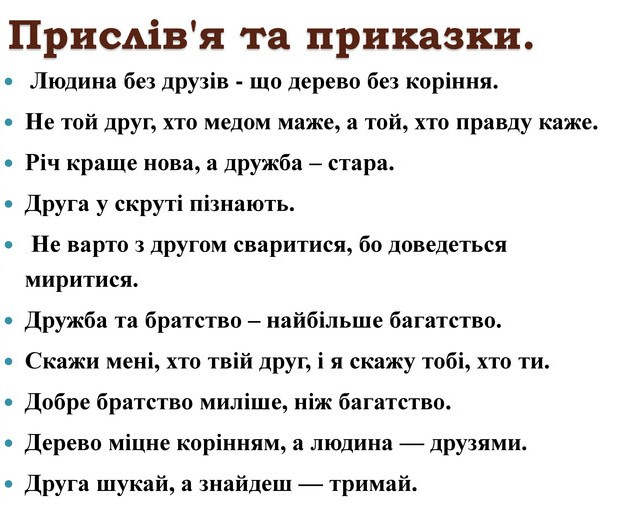 Прислів'я та приказки.
• Людина без друзів - що дерево без коріння.
• Не той друг, хто медом маже, а той, хто правду каже.
• Річ краще нова, а дружба – стара.
• Друга у скруті пізнають.
• Не варто з другом сваритися, бо доведеться
миритися.
• Дружба та братство – найбільше багатство.
• Скажи мені, хто твій друг, і я скажу тобі, хто ти.
• Добре братство миліше, ніж багатство.
• Дерево міцне корінням, а людина — друзями.
• Друга шукай, а знайдеш — тримай.